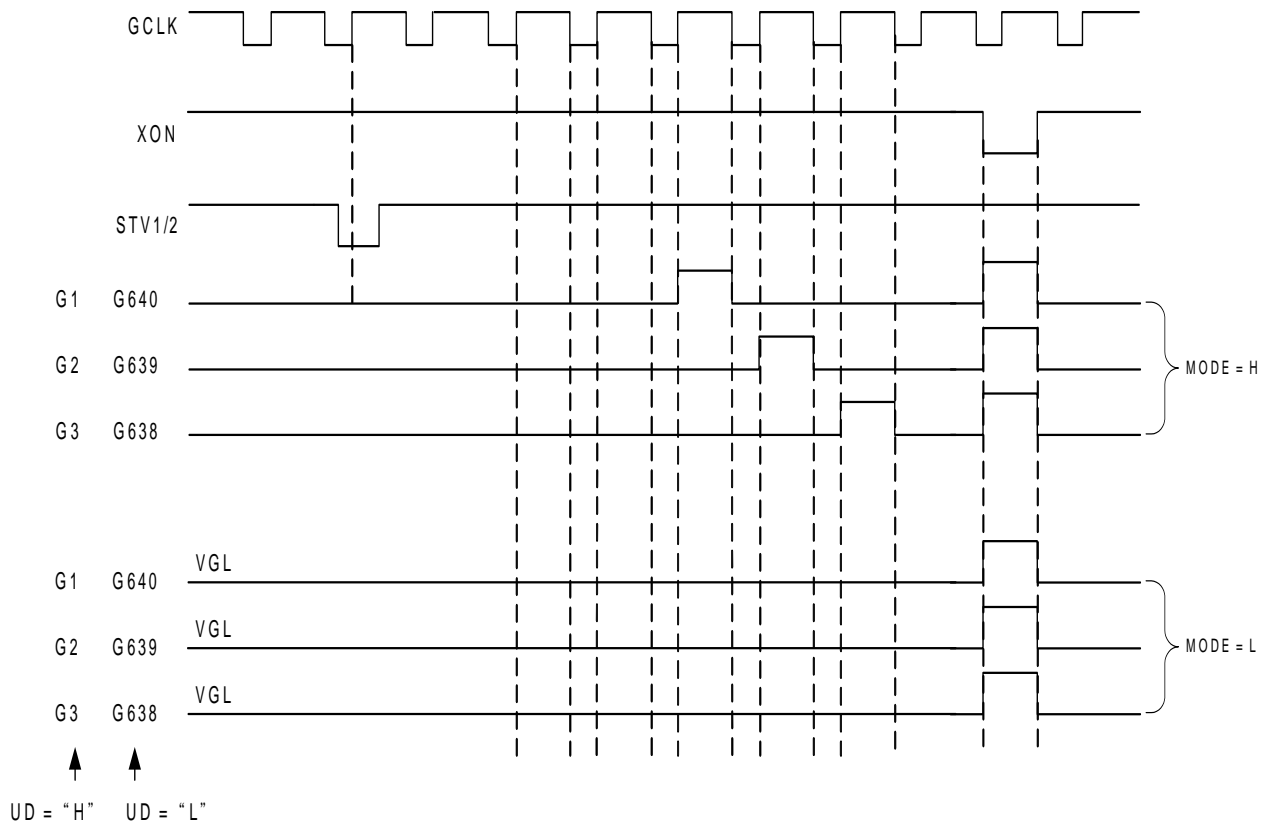 GCLK
XON
STV1/2
G1 G640
G2 G639
MODE = H
G3 G638
VGL
G1 G640
VGL
G2 G639
MODE = L
VGL
G3 G638
UD = “H” UD = “L”